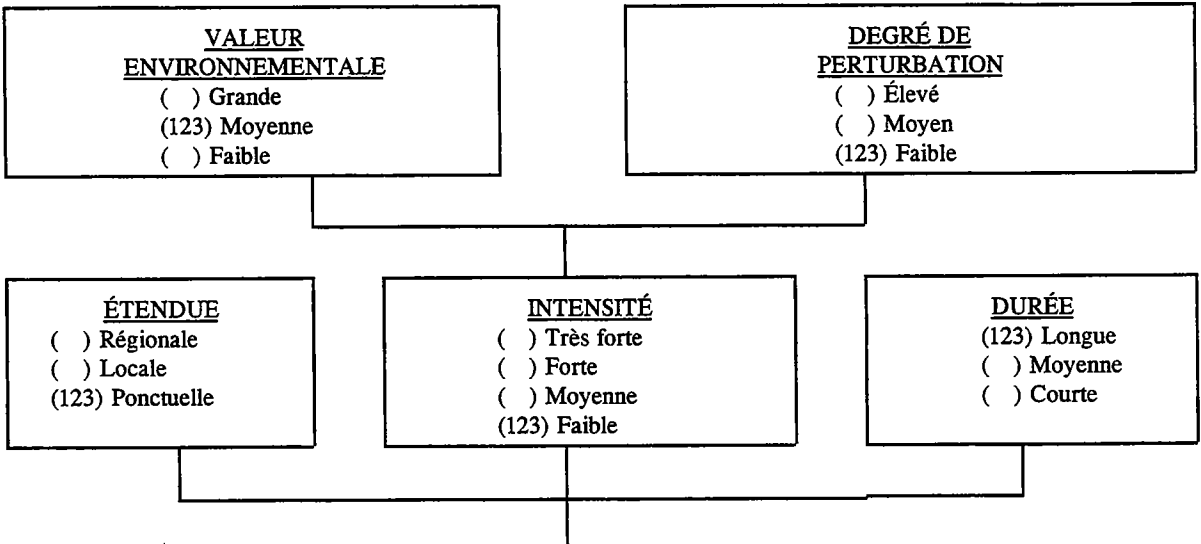 VALEUR
ENVIRONNEMENTALE
( ) Grande
(123) Moyenne
( ) Faible
DEGRÉ DE
PERTURBATION
( ) Élevé
( ) Moyen
(123) Faible
ÉTENDUE
( ) Régionale
( ) Locale
(123) Ponctuelle
INTENSITÉ
( ) Très forte
( ) Forte
( ) Moyenne
(123) Faible
DURÉE
(123) Longue
( ) Moyenne
( ) Courte